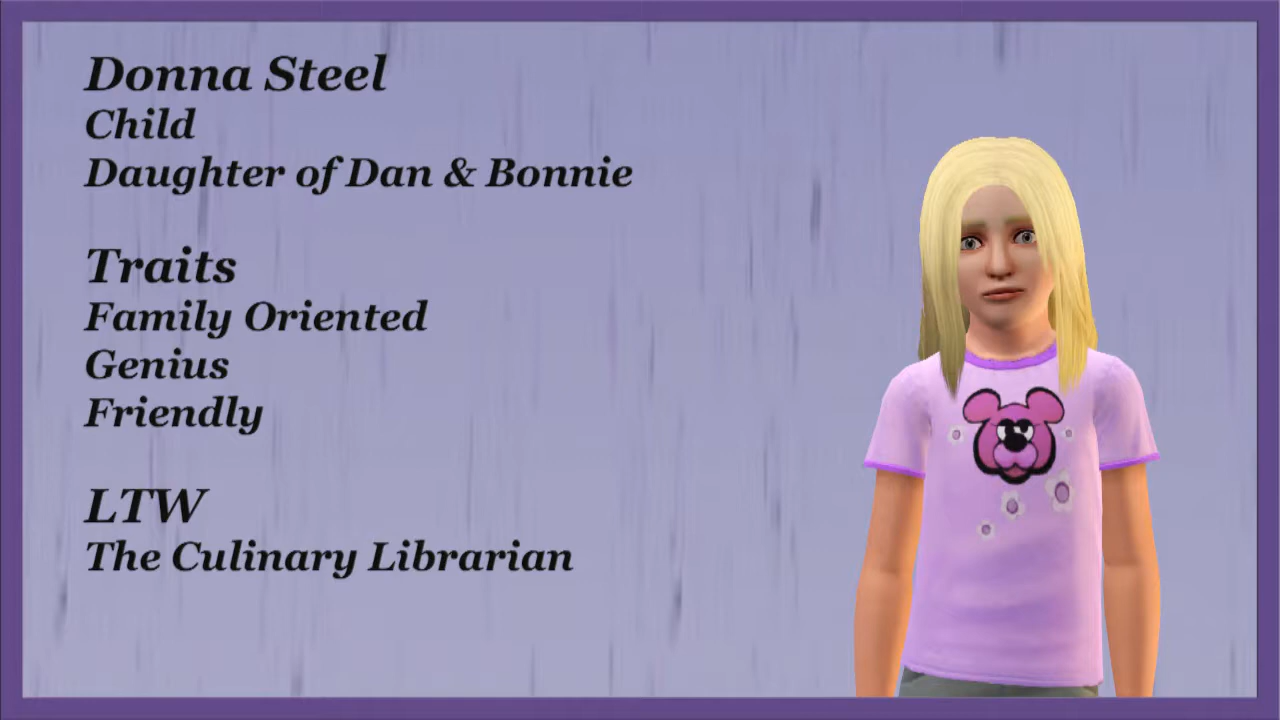 Donna Steel
Child
Daughter of Dan & Bonnie
Traits
Family Oriented
Genius
Friendly
LTW
The Culinary Librarian